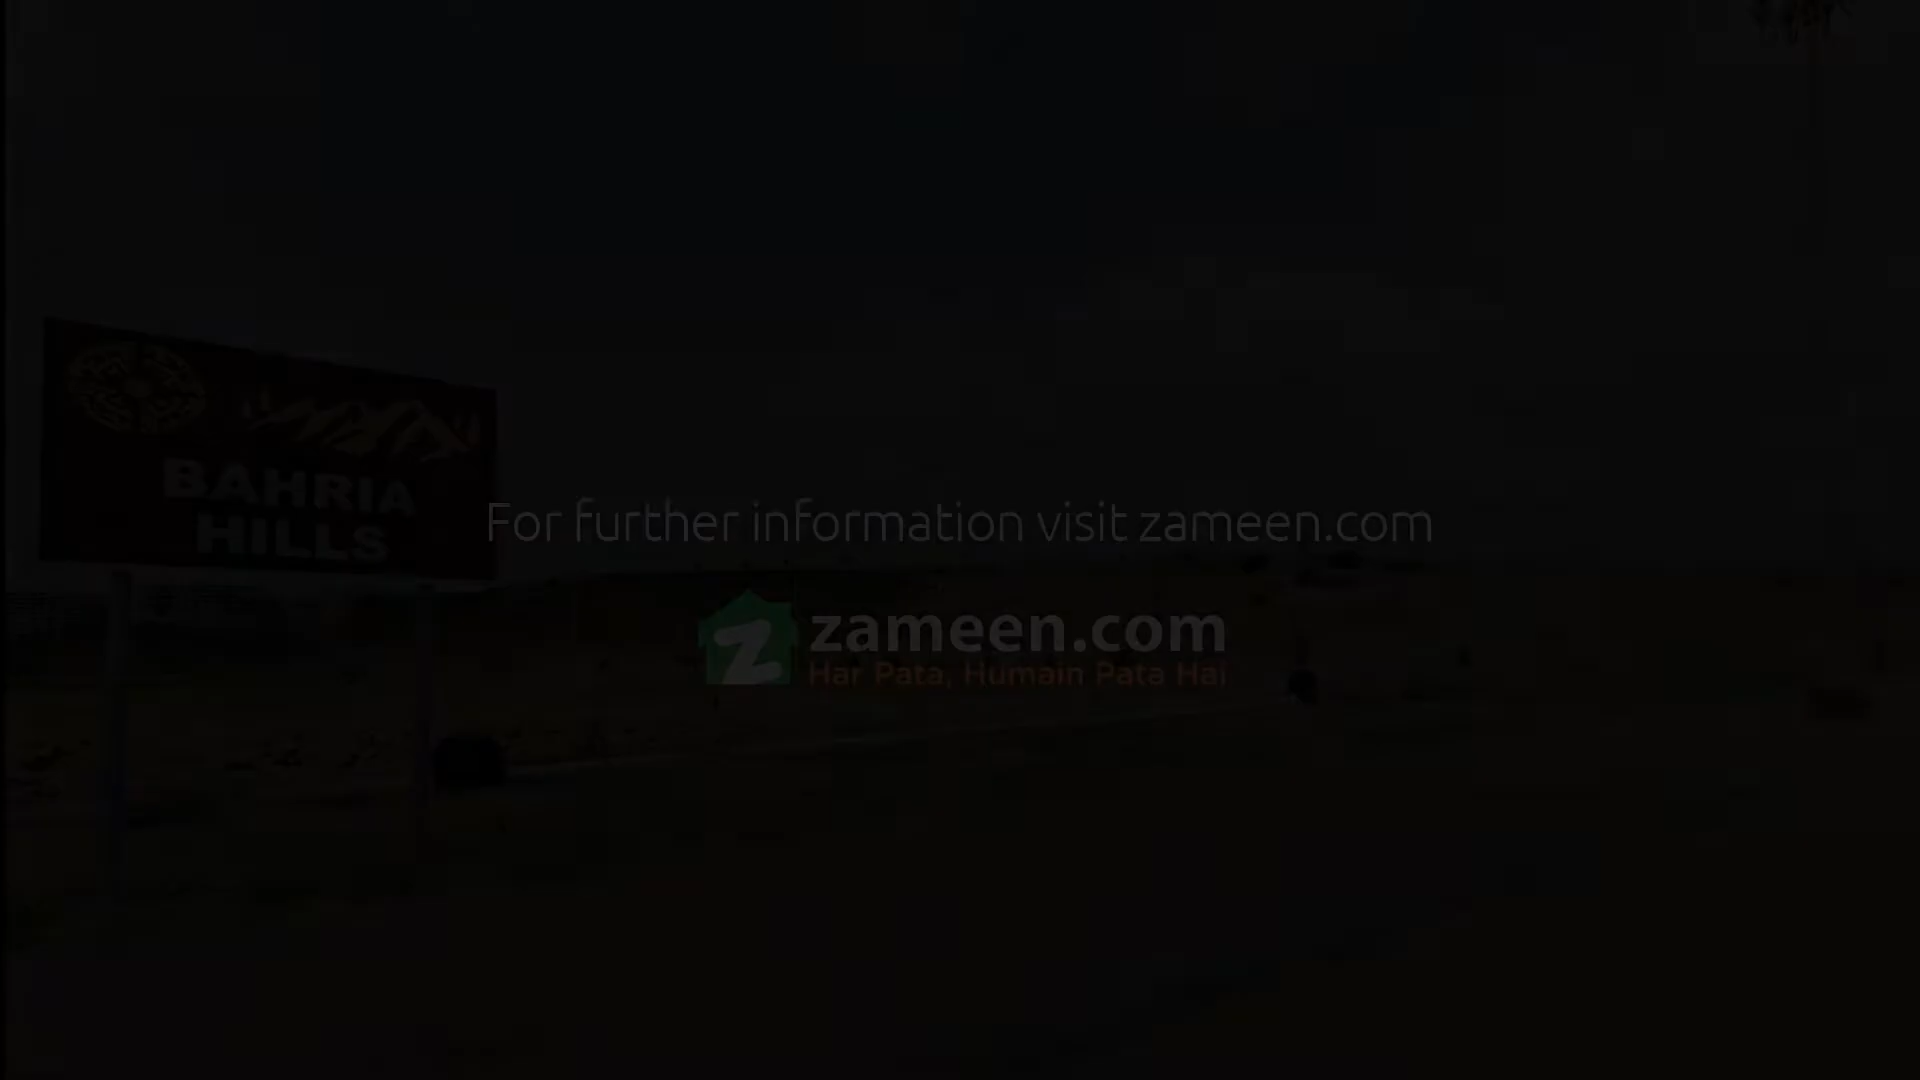 BAHRIA
HILLS
For further information visit zameen.com
zameen.com
Har Pata, Humain Pata Hai